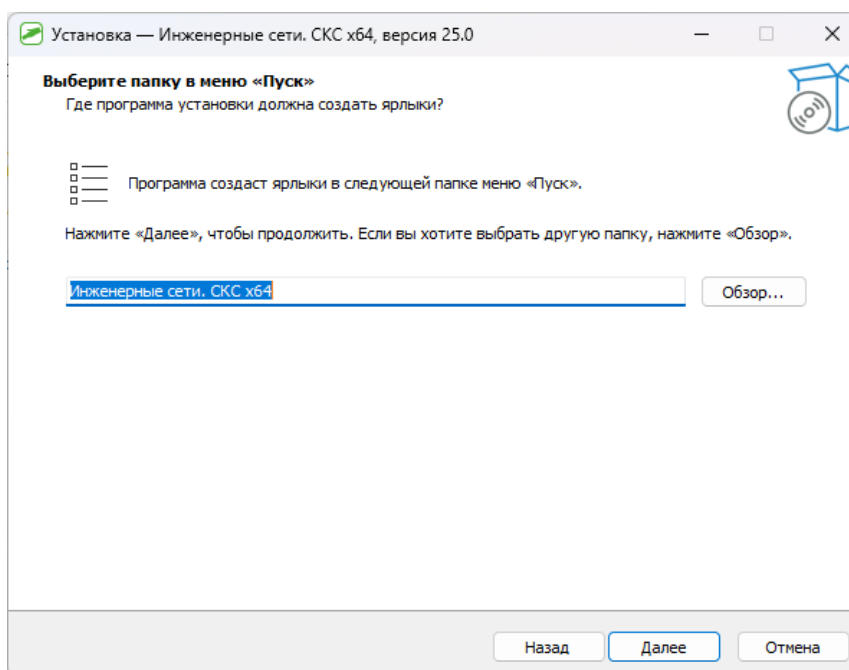 Установка — Инженерные сети. СКС x64, версия 25.0
Выберите папку в меню «Пуск»
Где программа установки должна создать ярлыки?
Программа создаст ярлыки в следующей папке меню «Пуск».
Нажмите «Далее», чтобы продолжить. Если вы хотите выбрать другую папку, нажмите «Обзор».
Инженерные сети. СКС x64
Обзор...
Назад
Далее
Отмена